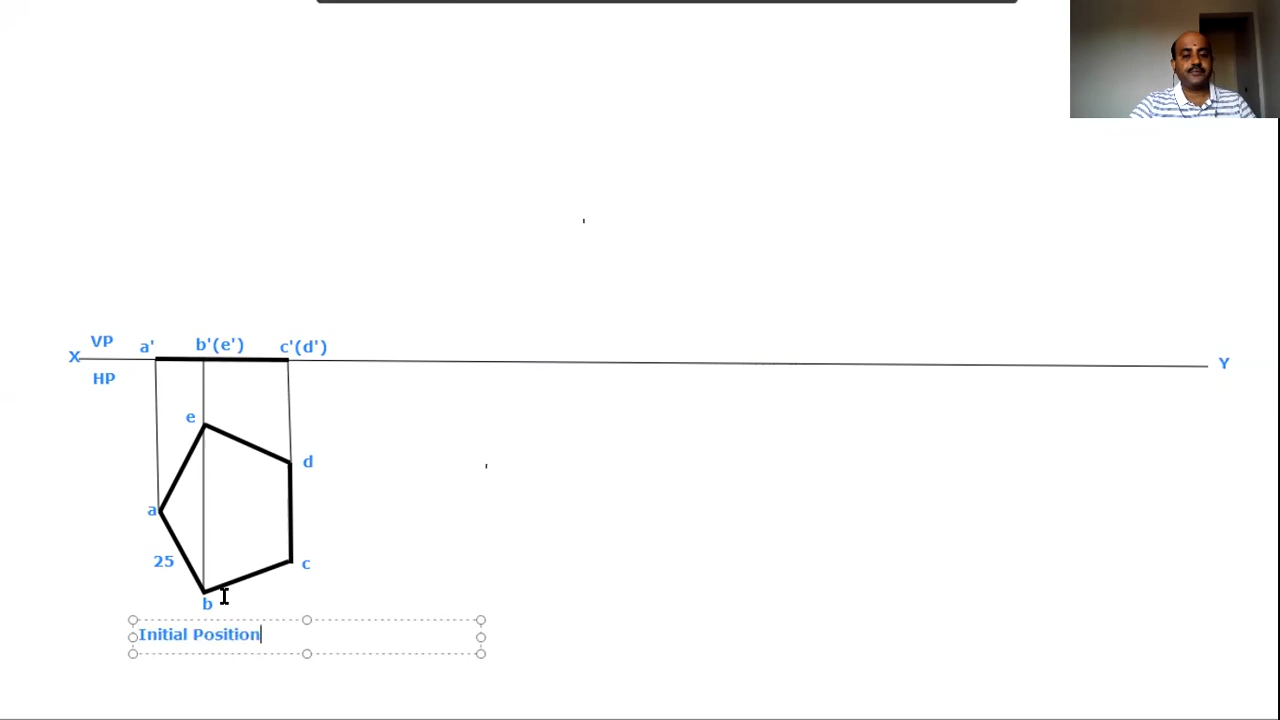 VP
a' b'(e') c'(d')
X Y
HP
e
d
a
25
c
b
Initial Position